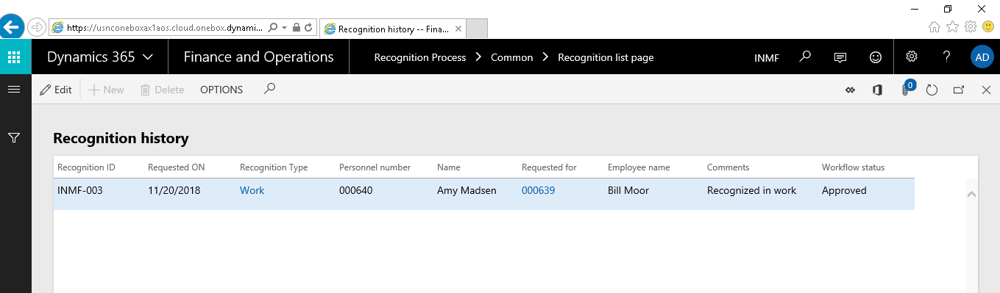 https://usnconeboxax1aos.cloud.onebox.dynami...
Recognition history -- Fina...
Dynamics 365
Finance and Operations
Recognition Process > Common > Recognition list page
INMF
?
AD
Edit
+ New
Delete
OPTIONS
0
Recognition history
Recognition ID Requested ON Recognition Type Personnel number Name Requested for Employee name Comments Workflow status
INMF-003 11/20/2018 Work 000640 Amy Madsen 000639 Bill Moor Recognized in work Approved